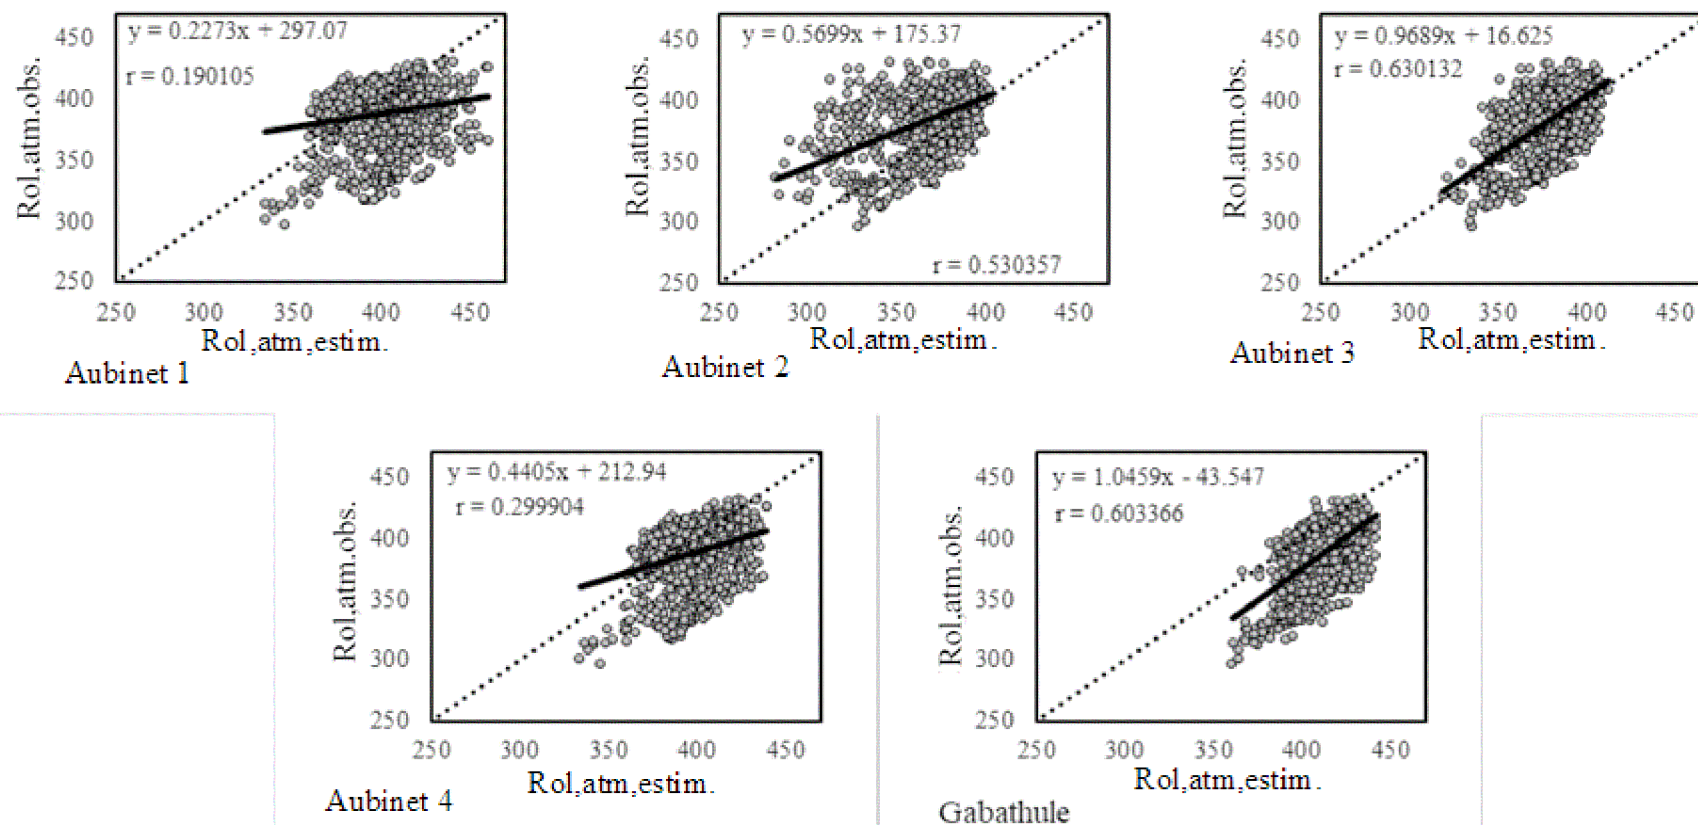 y = 0.2273x + 297.07
r = 0.190105
Rol,atm.obs.
450
400
350
300
250
250 300 350 400 450
Rol,atm,estim.
Aubinet 1
y = 0.5699x + 175.37
r = 0.530357
Rol,atm.obs.
450
400
350
300
250
250 300 350 400 450
Rol,atm,estim.
Aubinet 2
y = 0.9689x + 16.625
r = 0.630132
Rol,atm.obs.
450
400
350
300
250
250 300 350 400 450
Rol,atm,estim.
Aubinet 3
y = 0.4405x + 212.94
r = 0.299904
Rol,atm.obs.
450
400
350
300
250
250 300 350 400 450
Rol,atm,estim.
Aubinet 4
y = 1.0459x - 43.547
r = 0.603366
Rol,atm.obs.
450
400
350
300
250
250 300 350 400 450
Rol,atm,estim.
Gabathule